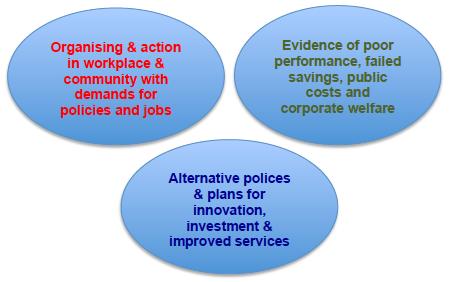 Organising & action
in workplace &
community with
demands for
policies and jobs
Evidence of poor
performance, failed
savings, public
costs and
corporate welfare
Alternative polices
& plans for
innovation,
investment &
improved services